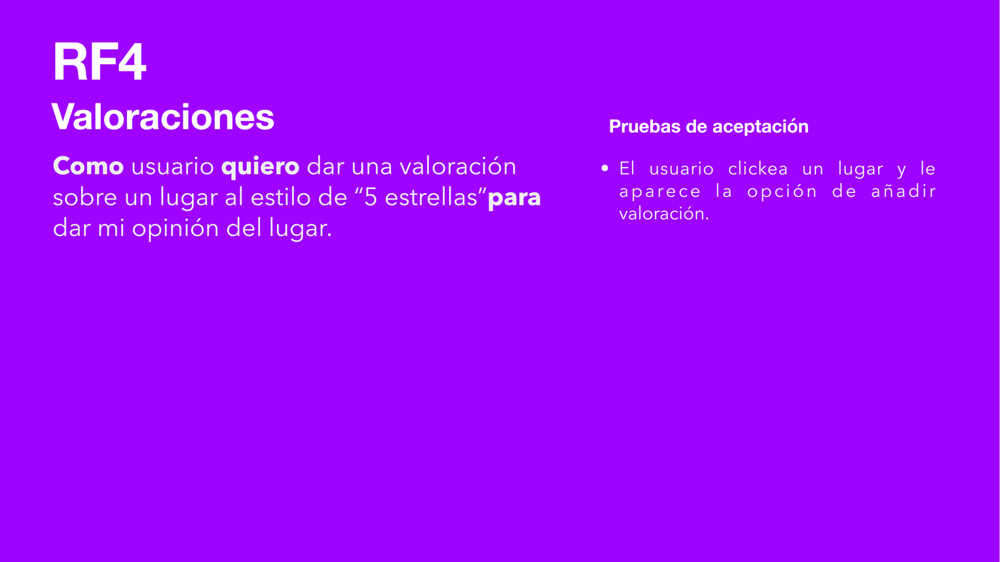 RF4
Valoraciones
Como usuario quiero dar una valoración
sobre un lugar al estilo de “5 estrellas”para
dar mi opinión del lugar.
Pruebas de aceptación
• El usuario clickea un lugar y le
aparece la opción de añadir
valoración.